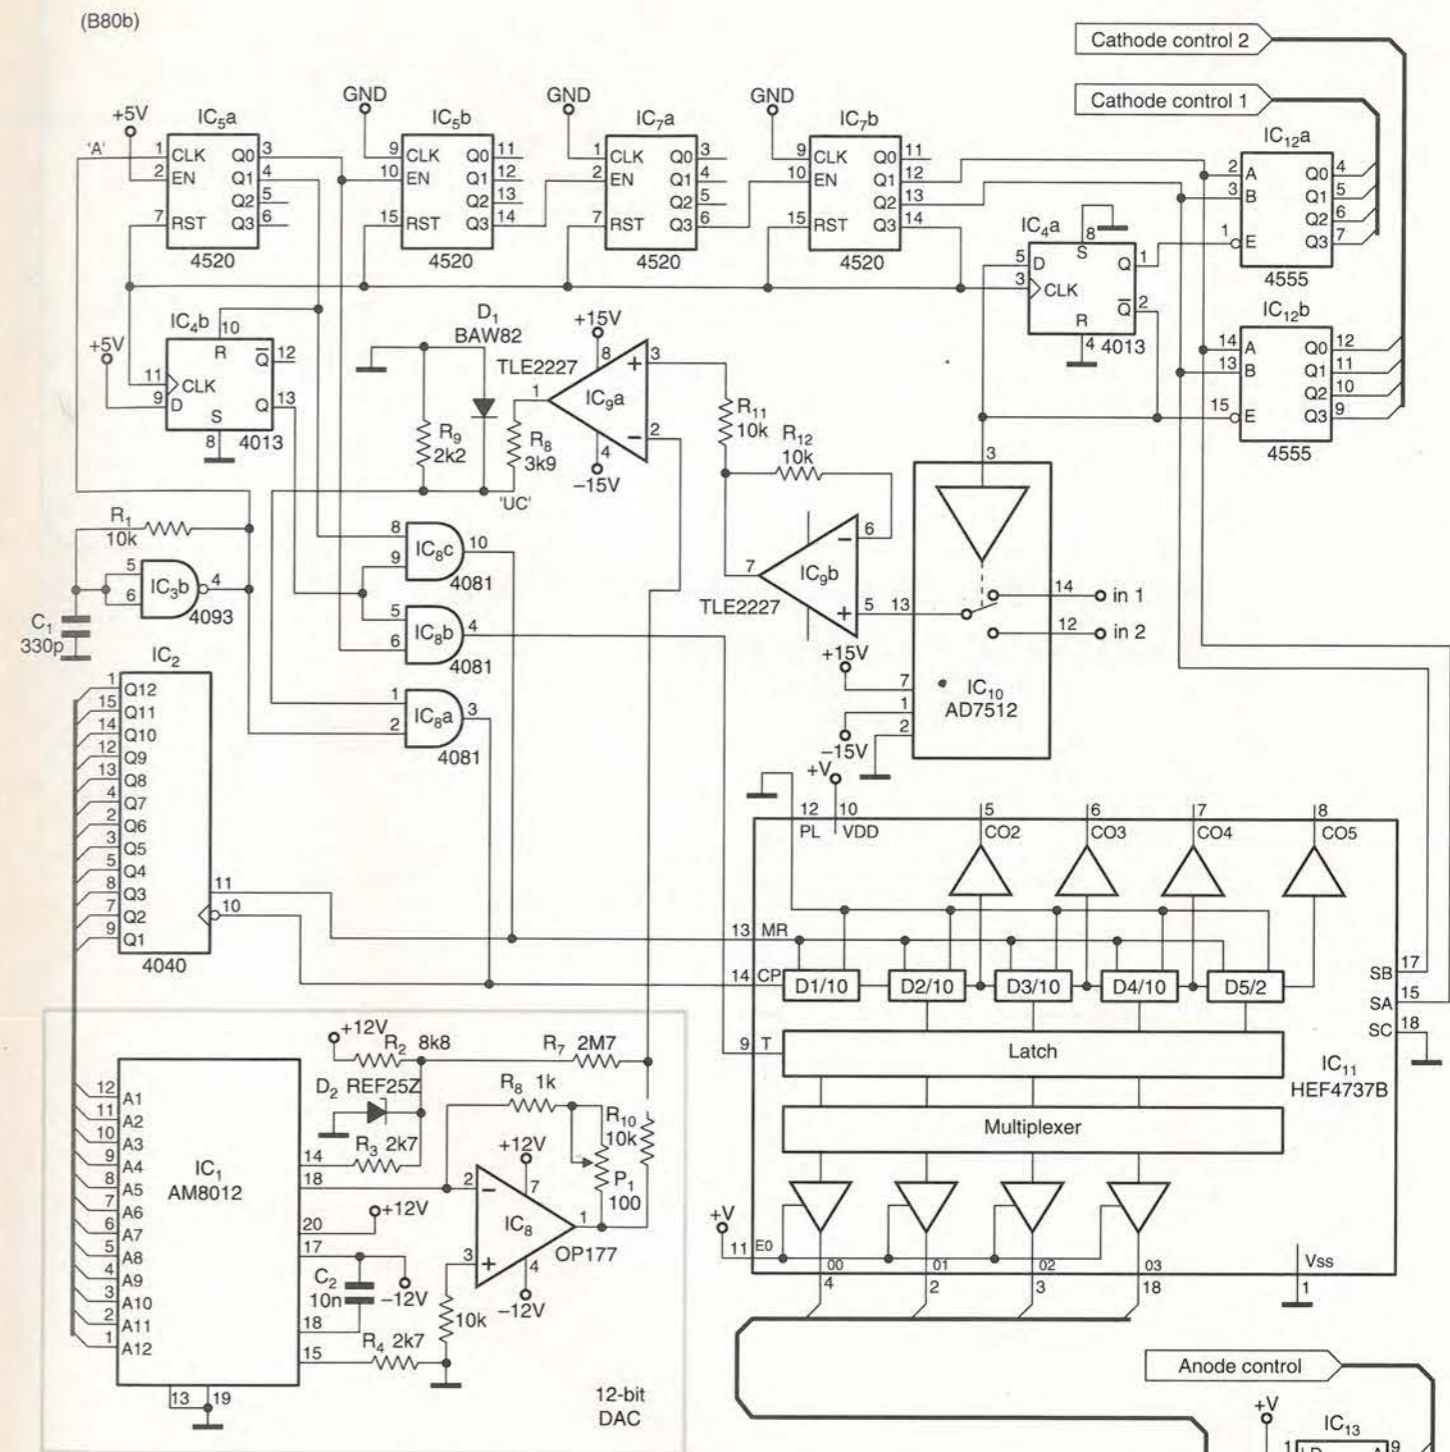 (B80b)
Cathode control 2
Cathode control 1
GND GND GND
+5V IC5a IC5b IC7a IC7b IC12a
'A' 1 CLK Q0 3
2 EN Q1 4
Q2 5
7 RST Q3 6
4520
9 CLK Q0 11
10 EN Q1 12
Q2 13
15 RST Q3 14
4520
1 CLK Q0 3
2 EN Q1 4
Q2 5
7 RST Q3 6
4520
9 CLK Q0 11
10 EN Q1 12
Q2 13
15 RST Q3 14
4520
2 A Q0 4
3 B Q1 5
Q2 6
1 E Q3 7
4555
IC4a
8
S
5 D Q 1
3 CLK
Q 2
R
4 4013
IC12b
14 A Q0 12
13 B Q1 11
Q2 10
15 E Q3 9
4555
IC4b
10
+5V
R Q 12
11 CLK
9 D Q 13
S
8 4013
D1
BAW82
+15V
TLE2227
8
3
+
1 IC9a
2
−
4
−15V
R9
2k2
R8
3k9
'UC'
R11
10k
R12
10k
R1
10k
5
6
IC3b 4
4093
C1
330p
8
9
IC8c 10
4081
5
6
IC8b 4
4081
1
2
IC8a 3
4081
6
−
7 IC9b
TLE2227
+
5
3
13
14 in 1
12 in 2
+15V
7
1
2
−15V
IC10
AD7512
IC2
1 Q12
15 Q11
14 Q10
12 Q9
13 Q8
4 Q7
2 Q6
3 Q5
5 Q4
8 Q3
7 Q2
9 Q1
11
10
4040
+V
12 10 5 6 7 8
PL VDD CO2 CO3 CO4 CO5
13 MR
14 CP D1/10 D2/10 D3/10 D4/10 D5/2
SB 17
SA 15
SC 18
9 T Latch
IC11
HEF4737B
Multiplexer
+V
11 E0
00 01 02 03
4 2 3 18
Vss
1
+12V
R2 8k8
R7 2M7
D2 REF25Z
R8 1k
R10
10k
R3 2k7
+12V
P1
100
12 A1
11 A2
10 A3
9 A4
8 A5
7 A6
6 A7
5 A8
4 A9
3 A10
2 A11
1 A12
IC1
AM8012
14
18
20 +12V
17
C2
10n
−12V
18
15 R4 2k7
13 19
2 − 7
IC8 1
3 + 4
OP177
−12V
10k
12-bit
DAC
Anode control
+V
IC13
1 9